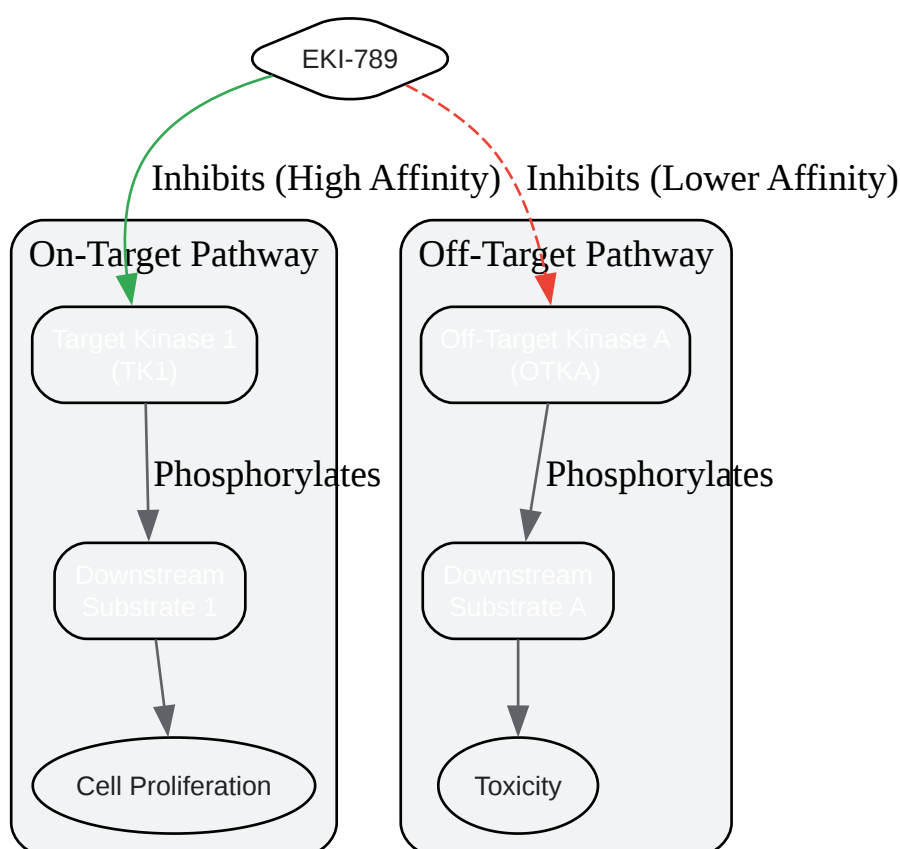 EKI-789
Inhibits (High Affinity)
Inhibits (Lower Affinity)
On-Target Pathway
Off-Target Pathway
Target Kinase 1
(TK1)
Off-Target Kinase A
(OTKA)
Phosphorylates
Phosphorylates
Downstream
Substrate 1
Downstream
Substrate A
Cell Proliferation
Toxicity